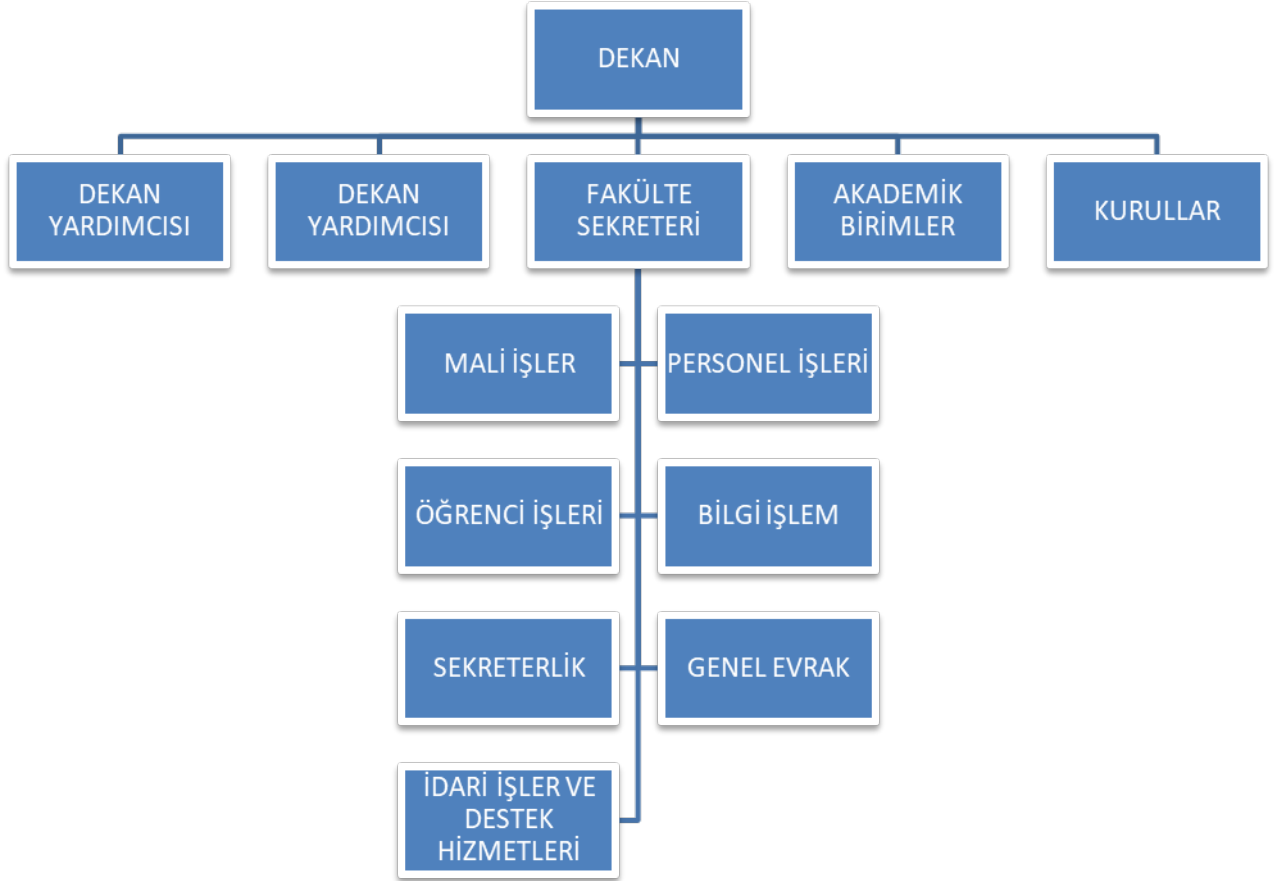 DEKAN
DEKAN
YARDIMCISI
DEKAN
YARDIMCISI
FAKÜLTE
SEKRETERİ
AKADEMİK
BİRİMLER
KURULLAR
MALİ İŞLER
PERSONEL İŞLERİ
ÖĞRENCİ İŞLERİ
BİLGİ İŞLEM
SEKRETERLİK
GENEL EVRAK
İDARİ İŞLER VE
DESTEK
HİZMETLERİ